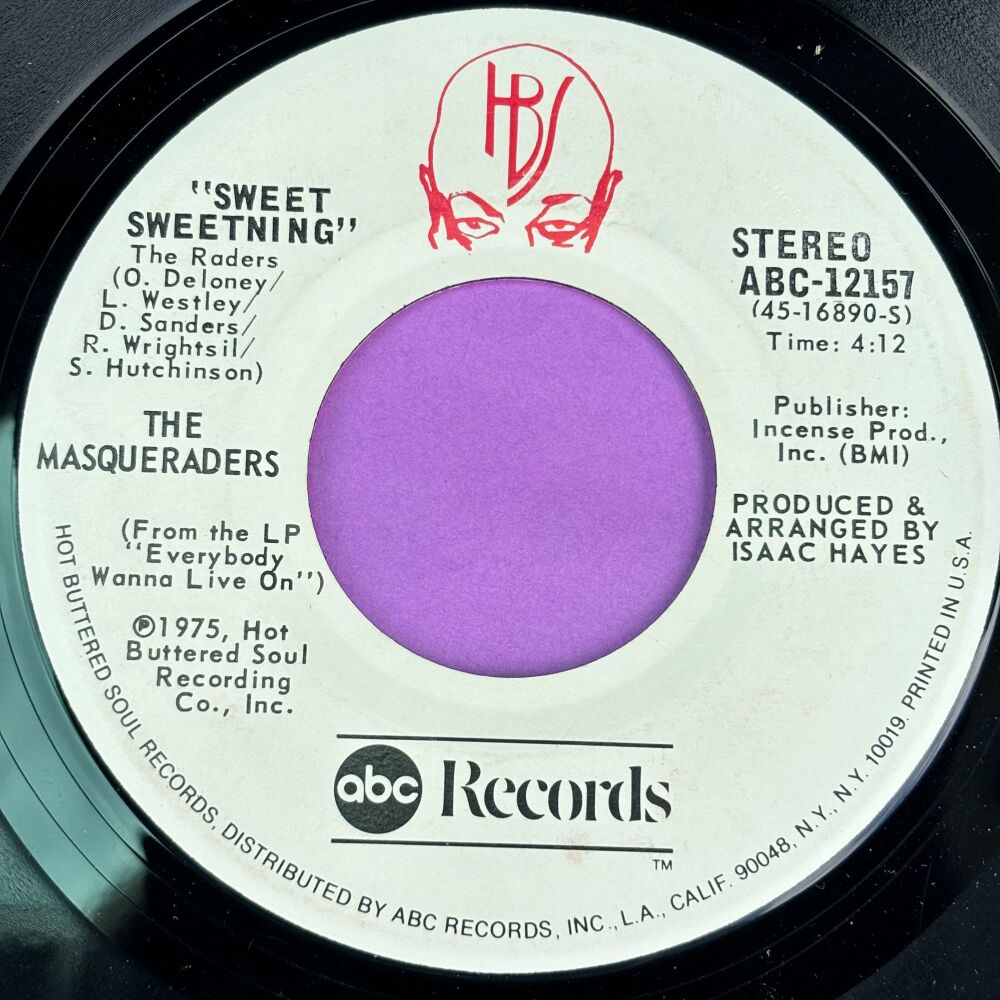 HBS
"SWEET
SWEETNING"
The Raders
(O. Deloney/
L. Westley/
D. Sanders/
R. Wrightsil/
S. Hutchinson)
THE
MASQUERADERS
(From the LP
"Everybody
Wanna Live On")
℗1975, Hot
Buttered Soul
Recording
Co., Inc.
STEREO
ABC-12157
(45-16890-S)
Time: 4:12
Publisher:
Incense Prod.,
Inc. (BMI)
PRODUCED &
ARRANGED BY
ISAAC HAYES
abc Records
TM
HOT BUTTERED SOUL RECORDS, DISTRIBUTED BY ABC RECORDS, INC., L.A., CALIF. 90048, N.Y., N.Y. 10019. PRINTED IN U.S.A.